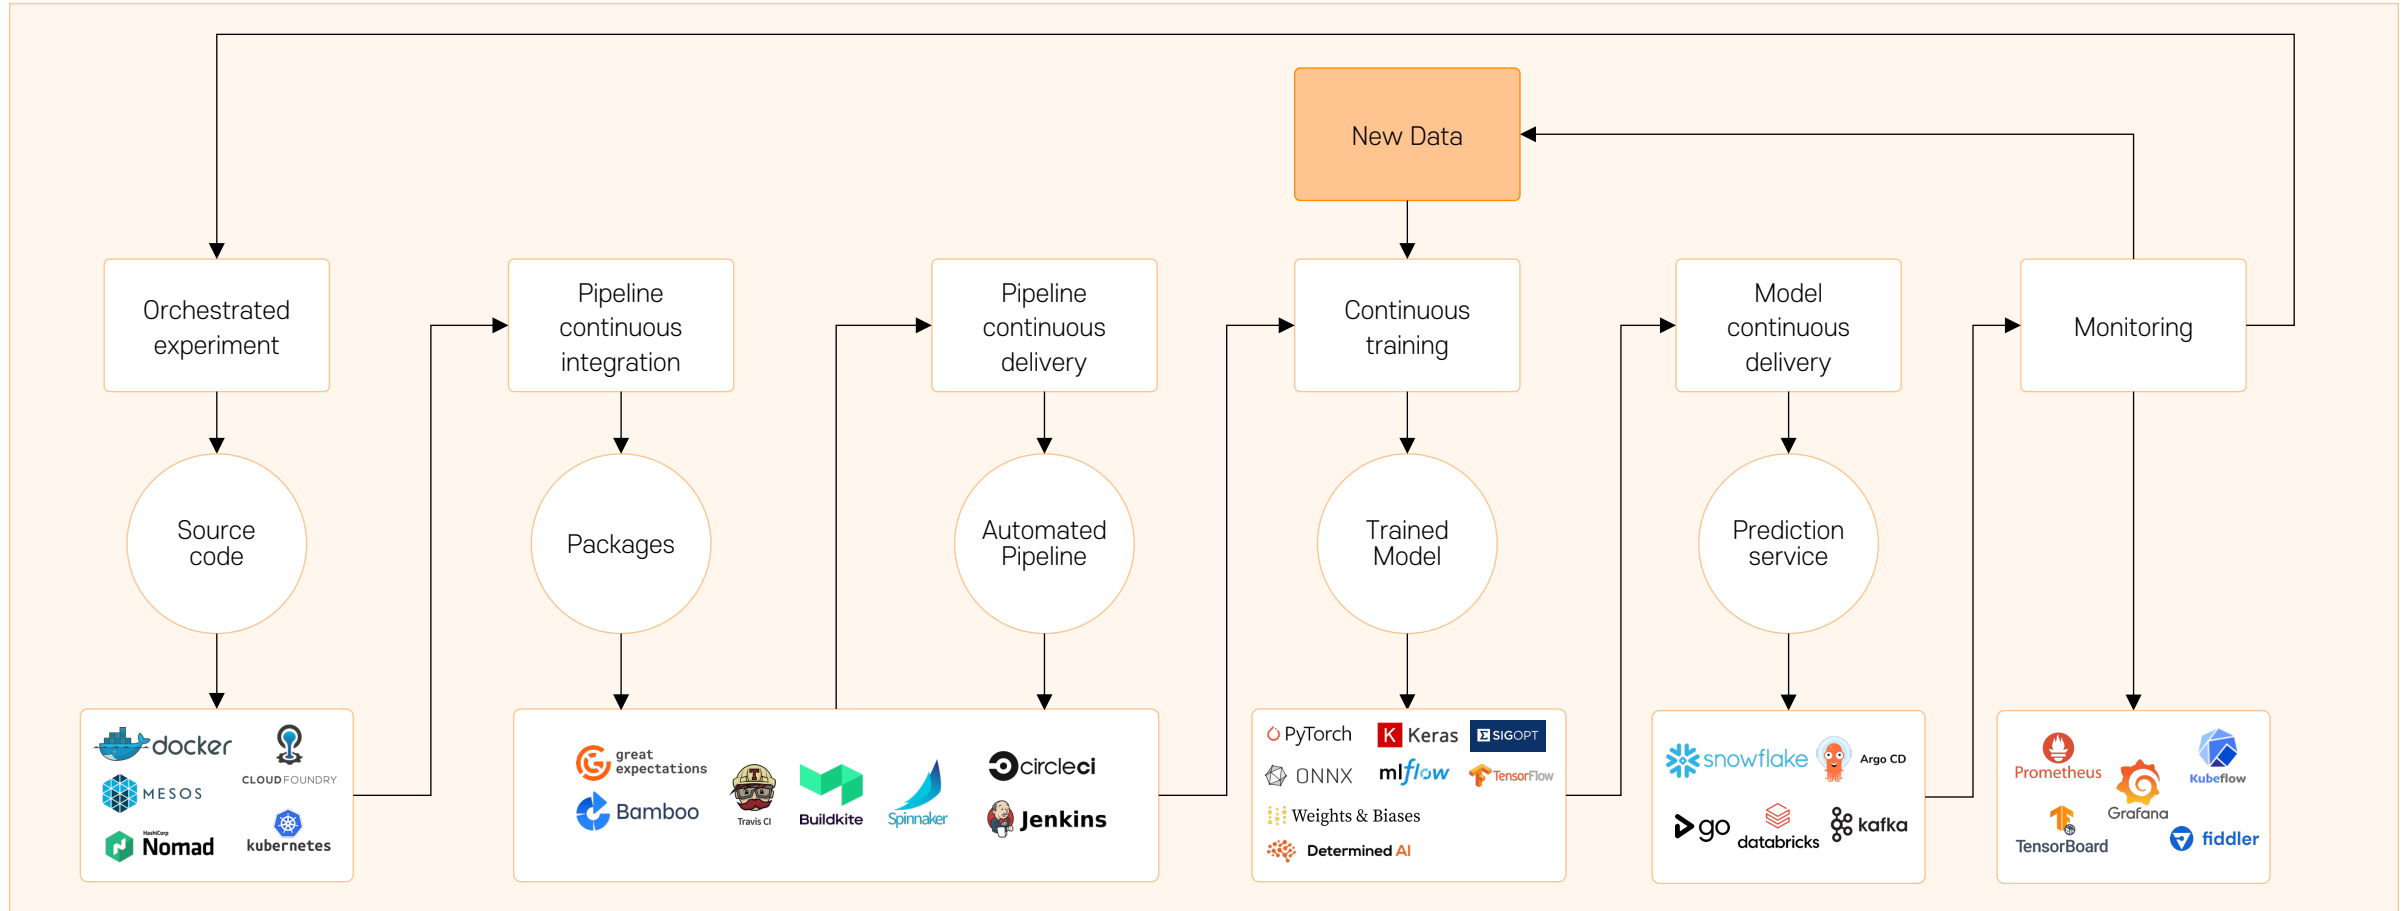 New Data
Orchestrated
experiment
Pipeline
continuous
integration
Pipeline
continuous
delivery
Continuous
training
Model
continuous
delivery
Monitoring
Source
code
Packages
Automated
Pipeline
Trained
Model
Prediction
service
docker
CLOUD FOUNDRY
MESOS
HashiCorp
Nomad
kubernetes
great
expectations
Bamboo
T
Travis CI
Buildkite
Spinnaker
circleci
Jenkins
PyTorch
K Keras
Σ SIGOPT
ONNX
mlflow
TensorFlow
Weights & Biases
Determined AI
snowflake
Argo CD
go
databricks
kafka
Prometheus
Grafana
Kubeflow
TensorBoard
fiddler